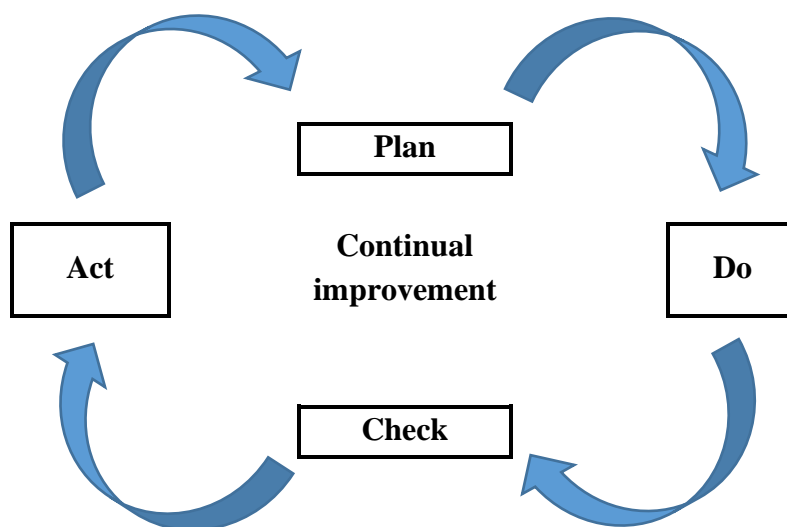 Plan
Act
Continual
improvement
Do
Check